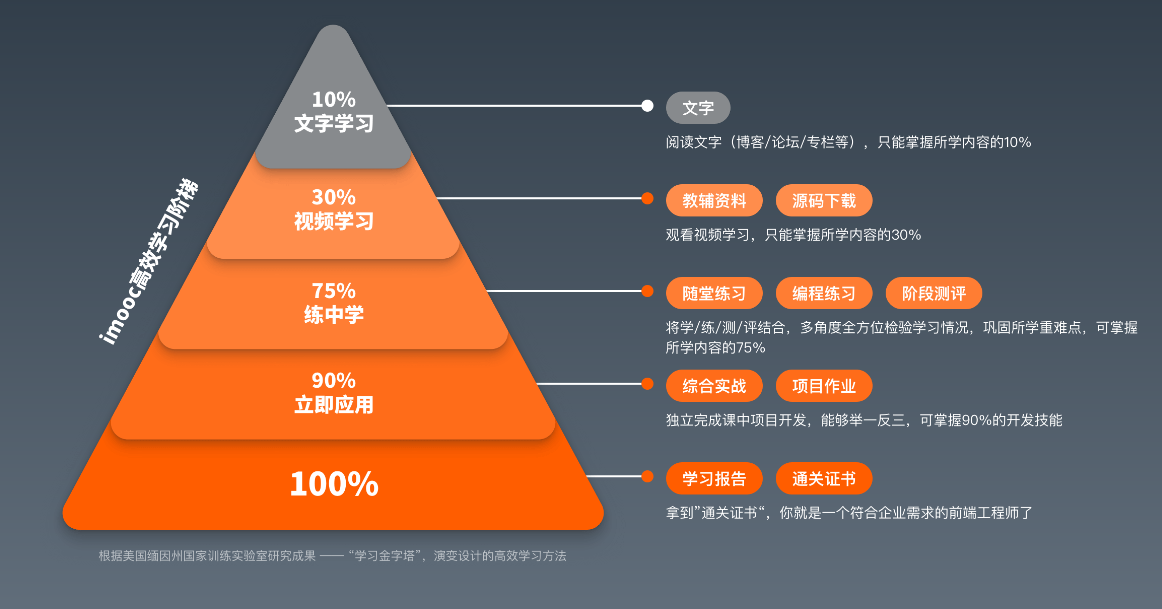 imooc高效学习阶梯
10%
文字学习
文字
阅读文字（博客/论坛/专栏等），只能掌握所学内容的10%
30%
视频学习
教辅资料
源码下载
观看视频学习，只能掌握所学内容的30%
75%
练中学
随堂练习
编程练习
阶段测评
将学/练/测/评结合，多角度全方位检验学习情况，巩固所学重难点，可掌握
所学内容的75%
90%
立即应用
综合实战
项目作业
独立完成课中项目开发，能够举一反三，可掌握90%的开发技能
100%
学习报告
通关证书
拿到”通关证书“，你就是一个符合企业需求的前端工程师了
根据美国缅因州国家训练实验室研究成果 —— “学习金字塔”，演变设计的高效学习方法